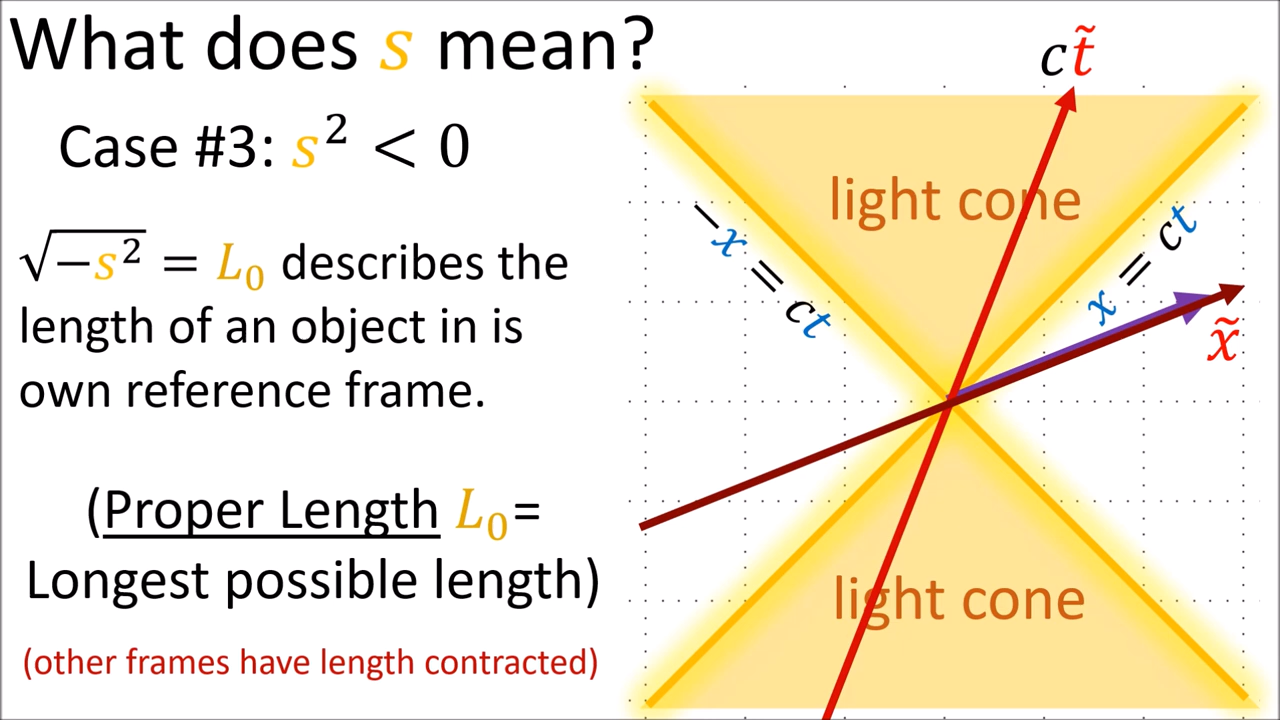 What does s mean?
Case #3: s² < 0
√−s² = L₀ describes the
length of an object in is
own reference frame.
(Proper Length L₀=
Longest possible length)
(other frames have length contracted)
ct̃
light cone
−x = ct
x = ct
x̃
light cone